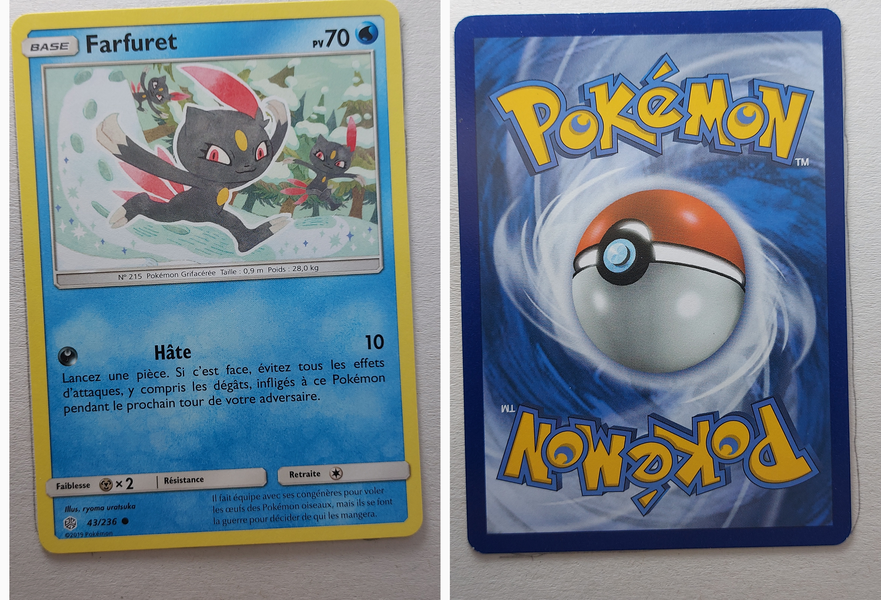 BASE Farfuret PV70
N° 215 Pokémon Grifacérée Taille : 0,9 m Poids : 28,0 kg
Hâte 10
Lancez une pièce. Si c'est face, évitez tous les effets
d'attaques, y compris les dégâts, infligés à ce Pokémon
pendant le prochain tour de votre adversaire.
Faiblesse ×2 Résistance Retraite
Illus. ryoma uratsuka
43/236
©2019 Pokémon
Il fait équipe avec ses congénères pour voler
les œufs des Pokémon oiseaux, mais ils se font
la guerre pour décider de qui les mangera.
POKéMON
TM
TM
POKéMON